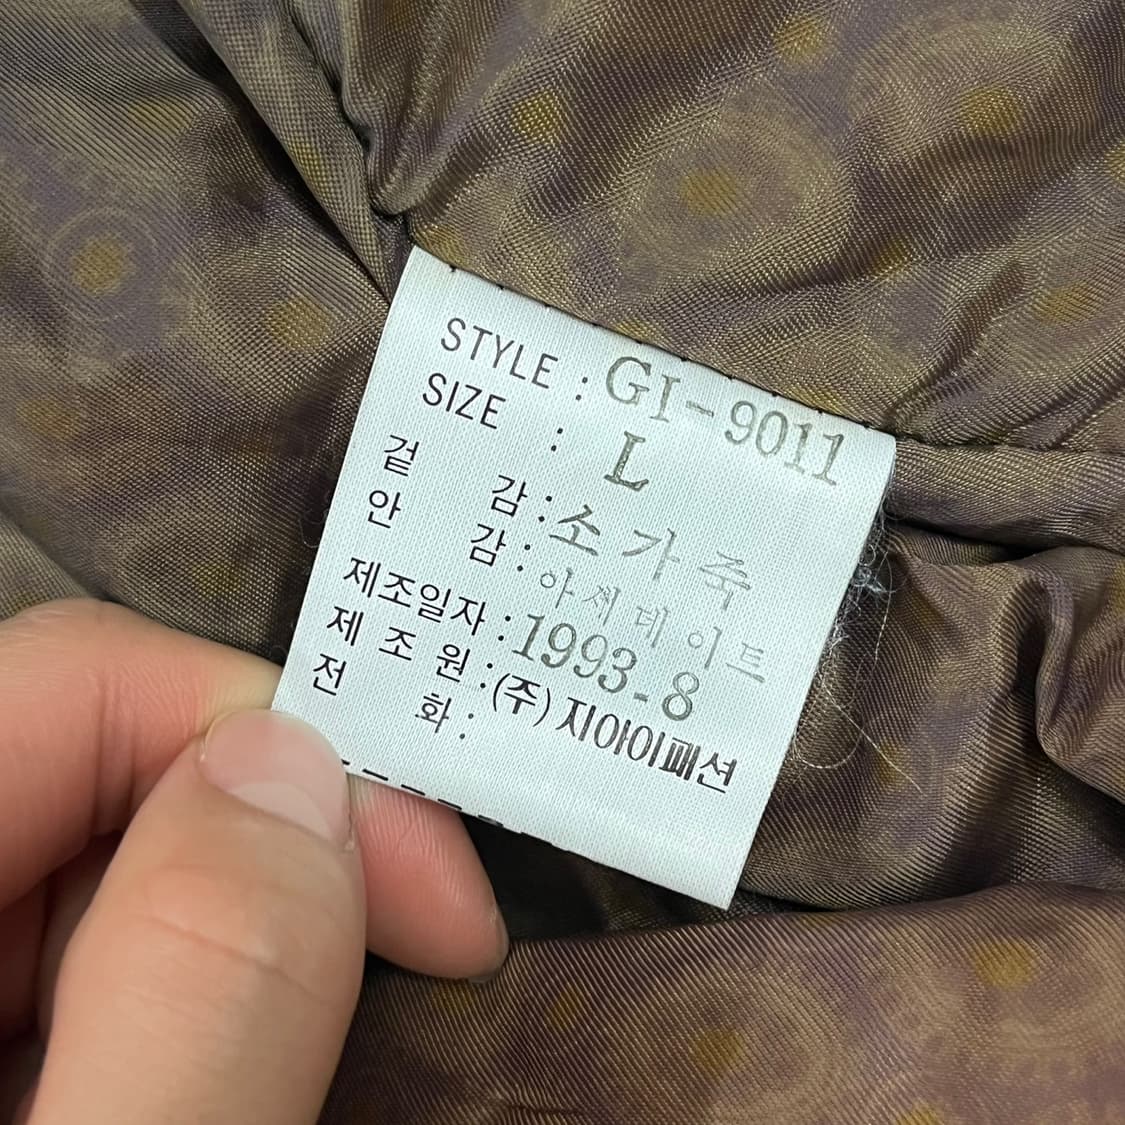 STYLE : GI-9011
SIZE : L
겉 감 : 소 가 죽
안 감 : 아 세 테 이 트
제조일자 : 1993-8
제 조 원 : (주) 지아이패션
전 화 :